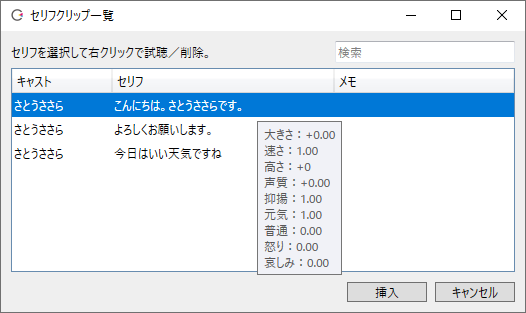 セリフクリップ一覧
セリフを選択して右クリックで試聴／削除。
検索
キャスト セリフ メモ
さとうささら こんにちは。さとうささらです。
さとうささら よろしくお願いします。
さとうささら 今日はいい天気ですね
大きさ：+0.00
速さ：1.00
高さ：+0
声質：+0.00
抑揚：1.00
元気：1.00
普通：0.00
怒り：0.00
哀しみ：0.00
挿入 キャンセル